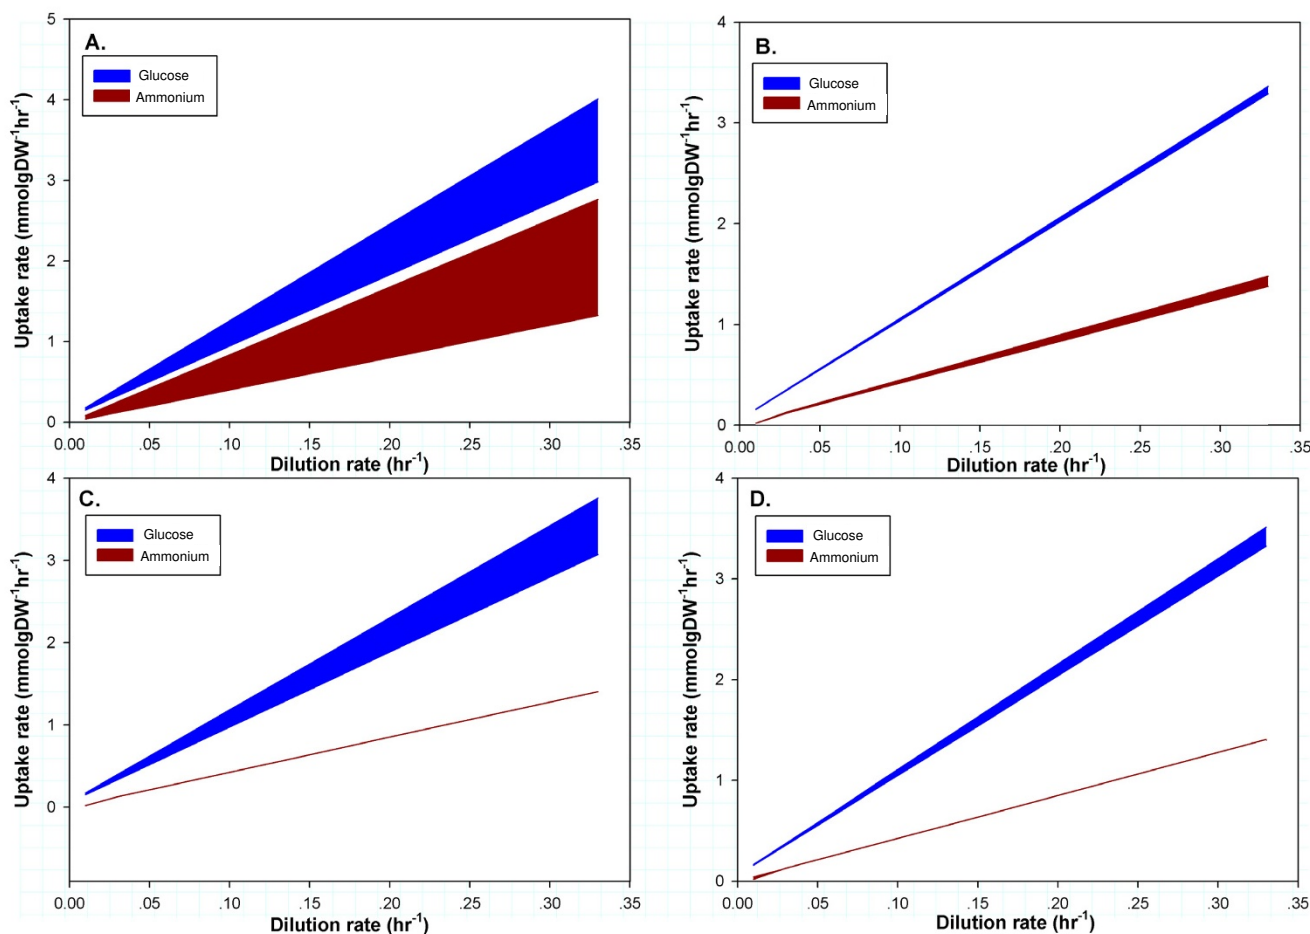 A.
Glucose
Ammonium
Uptake rate (mmolgDW-1hr-1)
5
4
3
2
1
0
0.00 .05 .10 .15 .20 .25 .30 .35
Dilution rate (hr-1)
B.
Glucose
Ammonium
Uptake rate (mmolgDW-1hr-1)
4
3
2
1
0
0.00 .05 .10 .15 .20 .25 .30 .35
Dilution rate (hr-1)
C.
Glucose
Ammonium
Uptake rate (mmolgDW-1hr-1)
4
3
2
1
0
0.00 .05 .10 .15 .20 .25 .30 .35
Dilution rate (hr-1)
D.
Glucose
Ammonium
Uptake rate (mmolgDW-1hr-1)
4
3
2
1
0
0.00 .05 .10 .15 .20 .25 .30 .35
Dilution rate (hr-1)